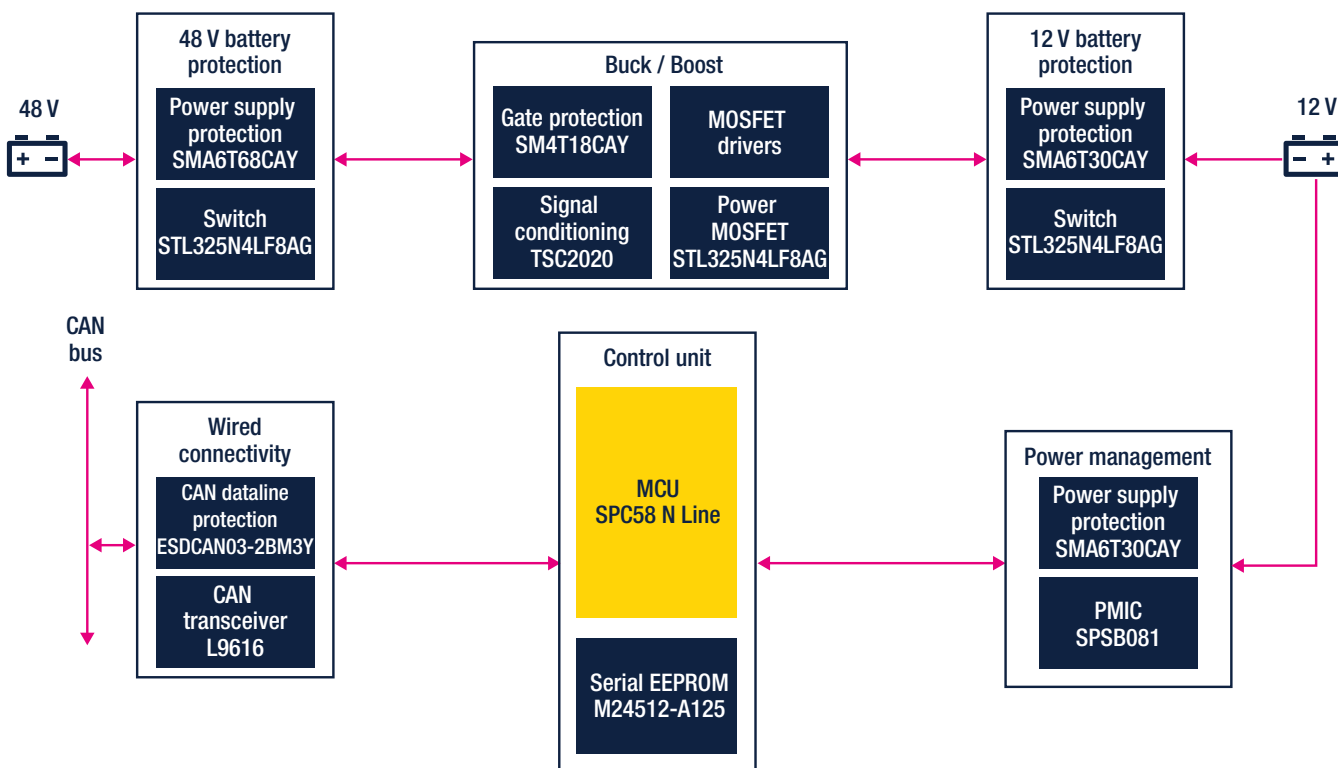 48 V battery
protection
Power supply
protection
SMA6T68CAY
Switch
STL325N4LF8AG
48 V
+ -
Buck / Boost
Gate protection
SM4T18CAY
MOSFET
drivers
Signal
conditioning
TSC2020
Power
MOSFET
STL325N4LF8AG
12 V battery
protection
Power supply
protection
SMA6T30CAY
Switch
STL325N4LF8AG
12 V
- +
CAN
bus
Wired
connectivity
CAN dataline
protection
ESDCAN03-2BM3Y
CAN
transceiver
L9616
Control unit
MCU
SPC58 N Line
Serial EEPROM
M24512-A125
Power management
Power supply
protection
SMA6T30CAY
PMIC
SPSB081